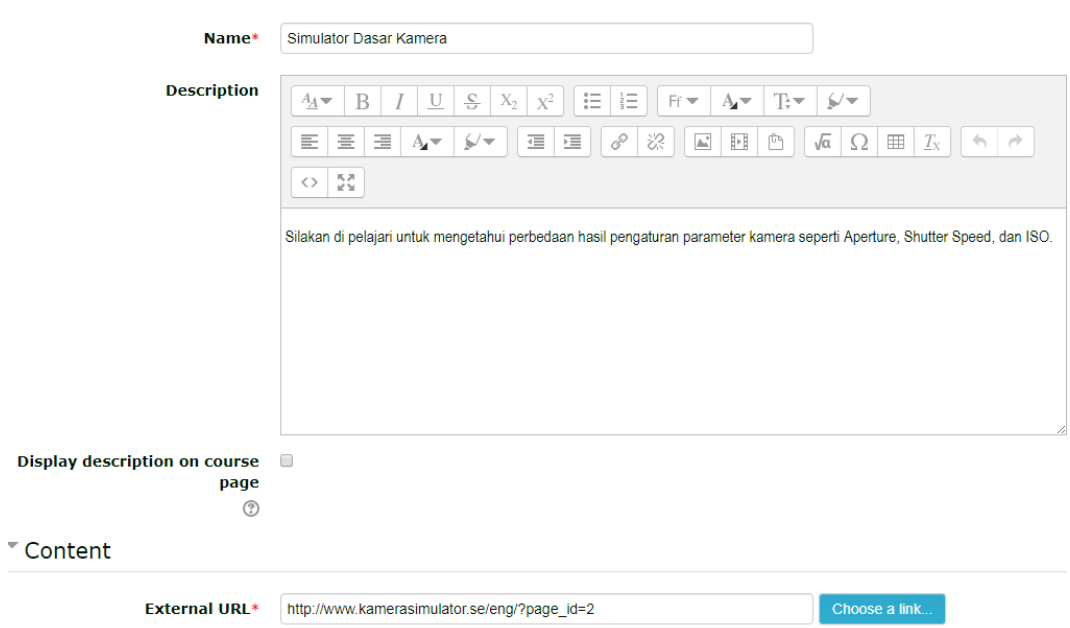 Name*
Simulator Dasar Kamera
Description
Silakan di pelajari untuk mengetahui perbedaan hasil pengaturan parameter kamera seperti Aperture, Shutter Speed, dan ISO.
Display description on course
page
Content
External URL*
http://www.kamerasimulator.se/eng/?page_id=2
Choose a link...